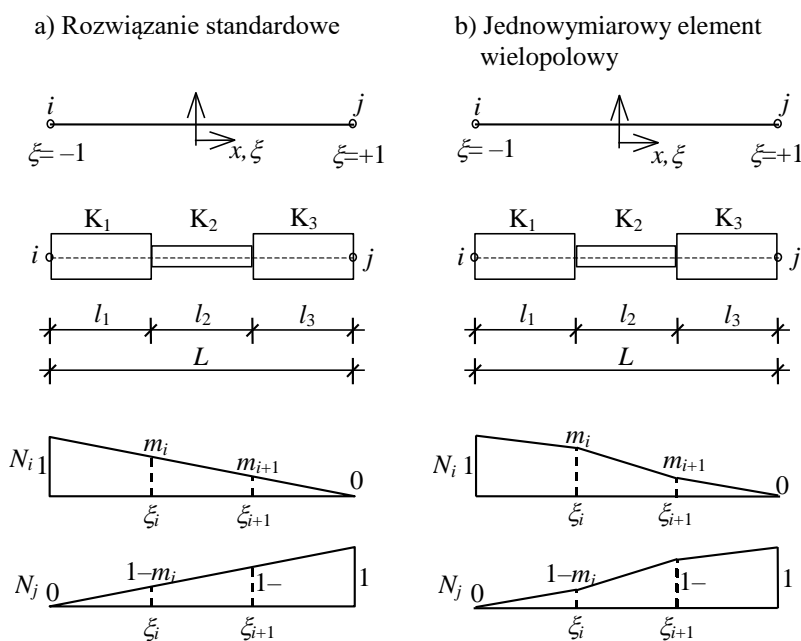 a) Rozwiązanie standardowe
b) Jednowymiarowy element
wielopolowy
i j
ξ= −1 x, ξ ξ=+1
i j
ξ= −1 x, ξ ξ=+1
K₁ K₂ K₃
i j
K₁ K₂ K₃
i j
l₁ l₂ l₃
L
l₁ l₂ l₃
L
Nᵢ 1 mᵢ mᵢ₊₁ 0
ξᵢ ξᵢ₊₁
Nᵢ 1 mᵢ mᵢ₊₁ 0
ξᵢ ξᵢ₊₁
Nⱼ 0 1−mᵢ 1− 1
ξᵢ ξᵢ₊₁
Nⱼ 0 1−mᵢ 1− 1
ξᵢ ξᵢ₊₁